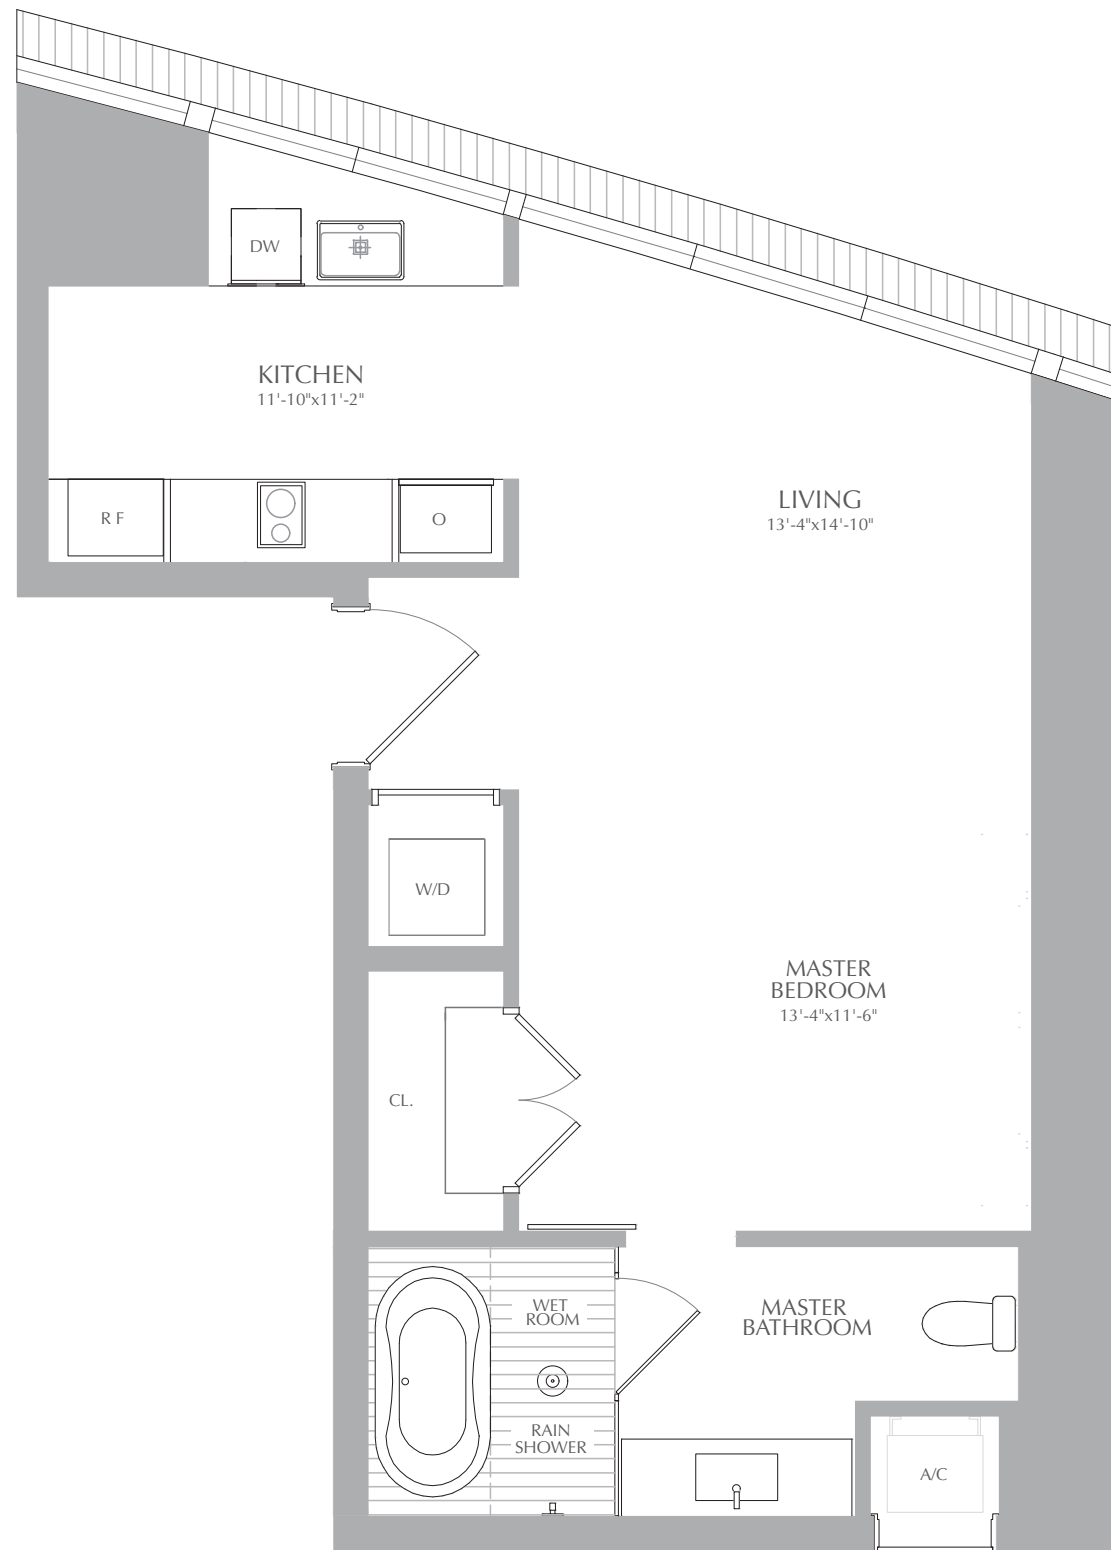 DW
KITCHEN
11'-10"x11'-2"
R F
O
LIVING
13'-4"x14'-10"
W/D
MASTER
BEDROOM
13'-4"x11'-6"
CL.
WET
ROOM
MASTER
BATHROOM
RAIN
SHOWER
A/C